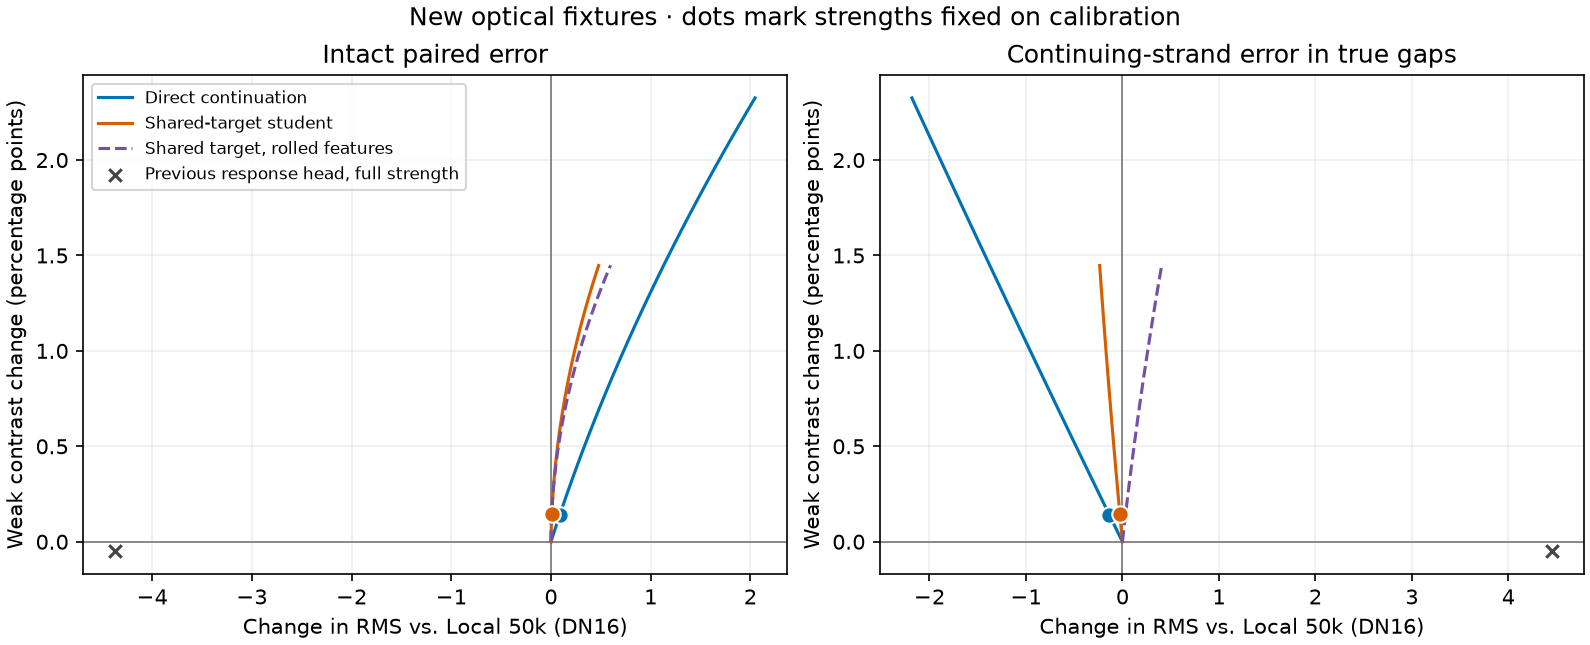 New optical fixtures · dots mark strengths fixed on calibration
Intact paired error
Weak contrast change (percentage points)
2.0
1.5
1.0
0.5
0.0
Direct continuation
Shared-target student
Shared target, rolled features
Previous response head, full strength
−4
−3
−2
−1
0
1
2
Change in RMS vs. Local 50k (DN16)
Continuing-strand error in true gaps
Weak contrast change (percentage points)
2.0
1.5
1.0
0.5
0.0
−2
−1
0
1
2
3
4
Change in RMS vs. Local 50k (DN16)